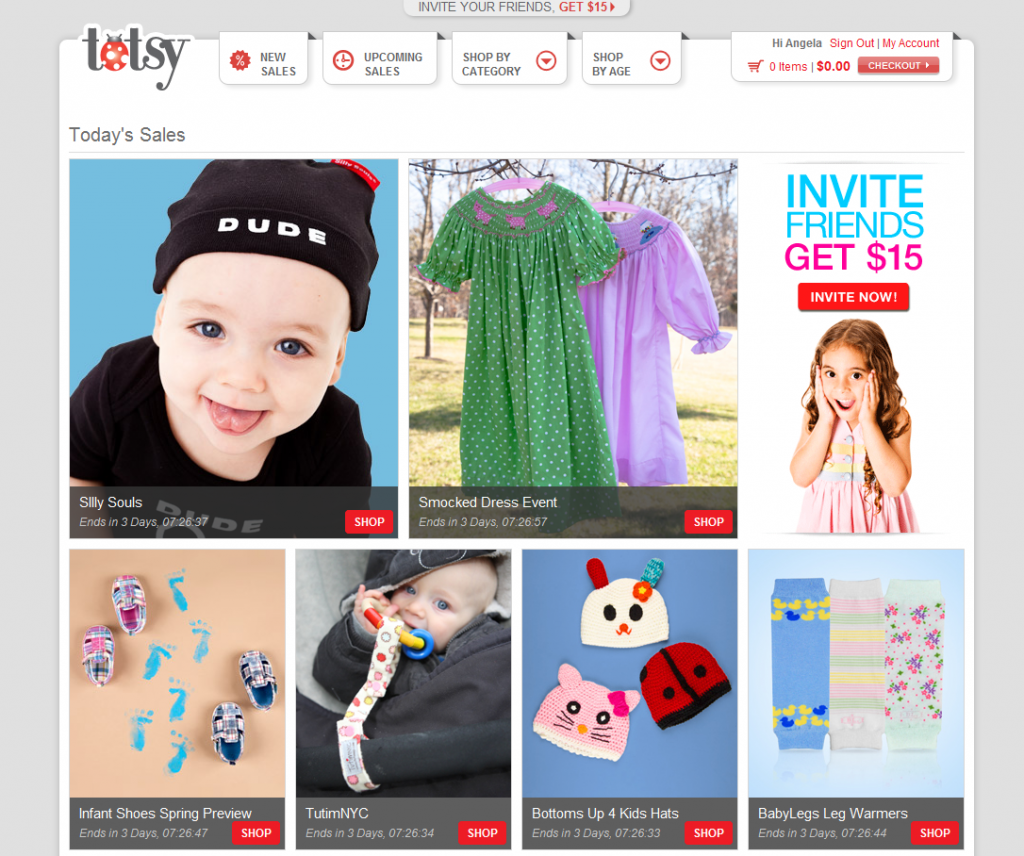 INVITE YOUR FRIENDS, GET $15
totsy
NEW
SALES
UPCOMING
SALES
SHOP BY
CATEGORY
SHOP
BY AGE
Hi Angela Sign Out | My Account
0 Items | $0.00 CHECKOUT
Today's Sales
Silly Souls
DUDE
DUDE
SIlly Souls
Ends in 3 Days, 07:26:37
SHOP
Smocked Dress Event
Ends in 3 Days, 07:26:57
SHOP
INVITE
FRIENDS
GET $15
INVITE NOW!
Infant Shoes Spring Preview
Ends in 3 Days, 07:26:47
SHOP
TutimNYC
Ends in 3 Days, 07:26:34
SHOP
Bottoms Up 4 Kids Hats
Ends in 3 Days, 07:26:33
SHOP
BabyLegs Leg Warmers
Ends in 3 Days, 07:26:44
SHOP